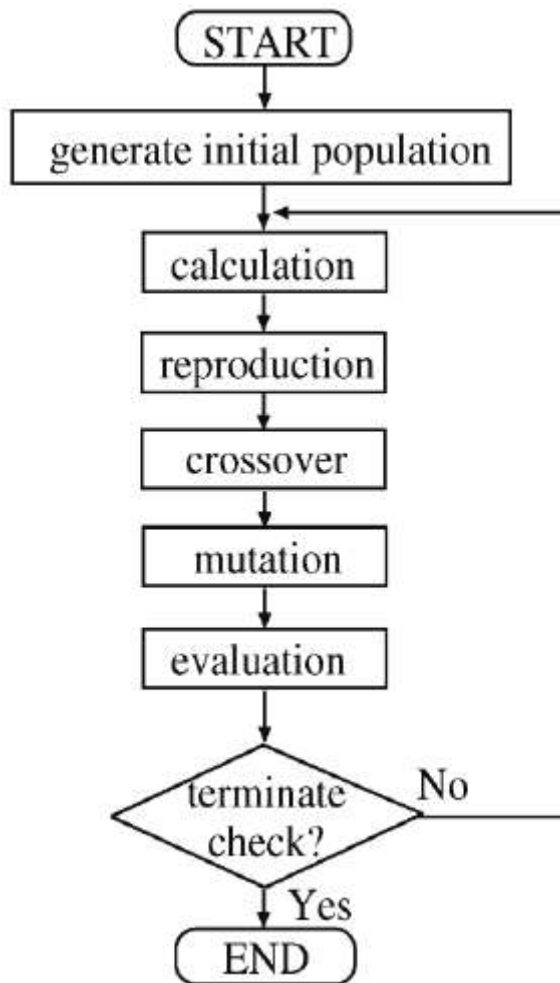 START
generate initial population
calculation
reproduction
crossover
mutation
evaluation
terminate
check?
No
Yes
END